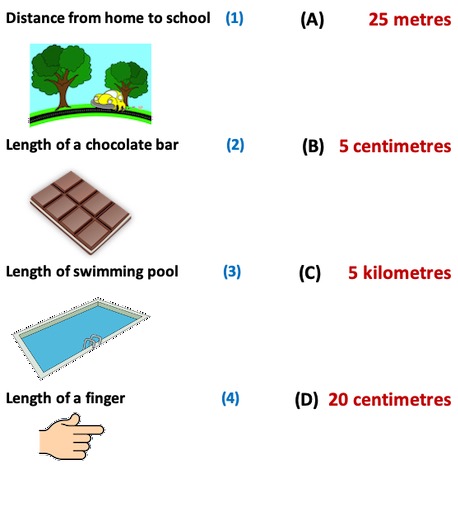 Distance from home to school (1) (A) 25 metres
Length of a chocolate bar (2) (B) 5 centimetres
Length of swimming pool (3) (C) 5 kilometres
Length of a finger (4) (D) 20 centimetres